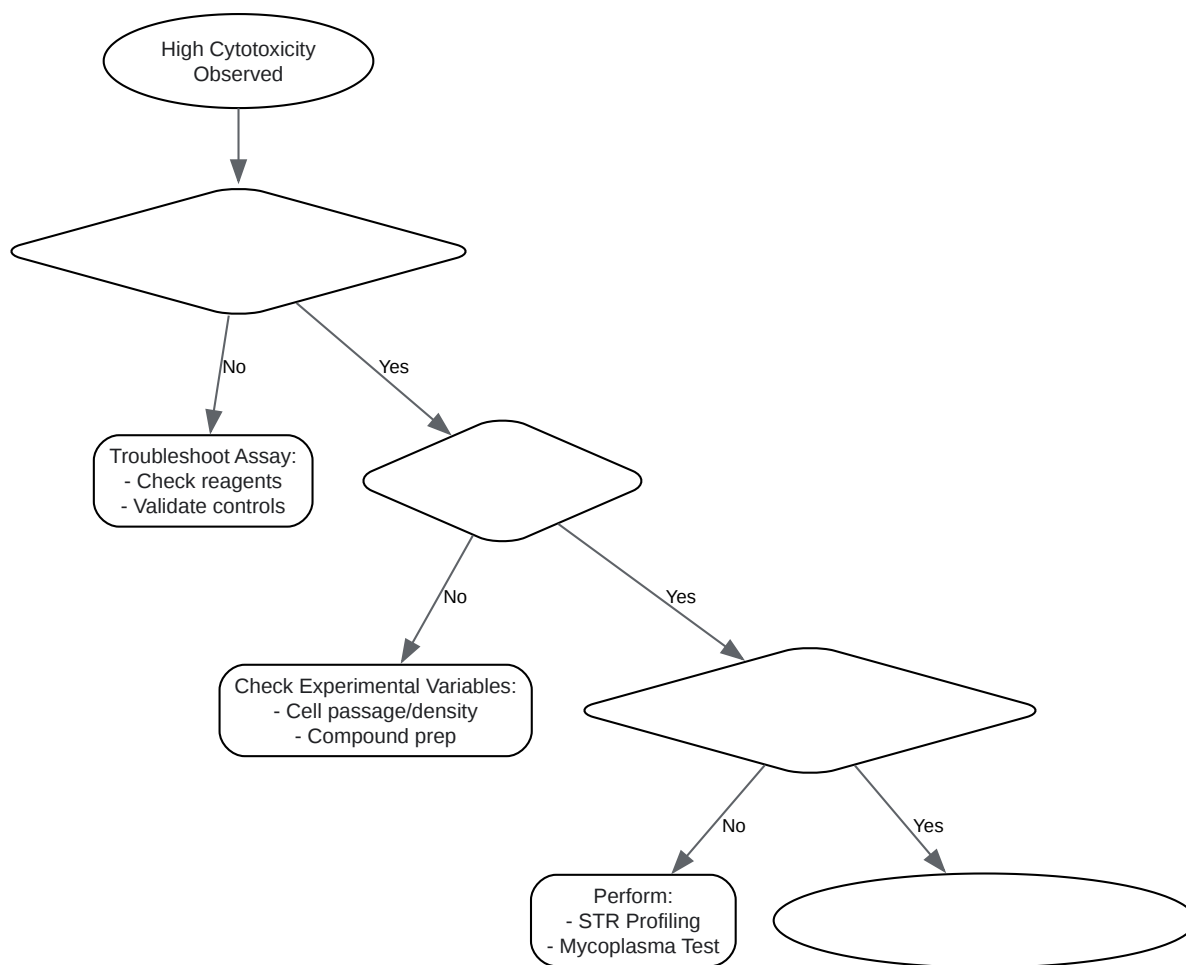 High Cytotoxicity
Observed
No
Yes
Troubleshoot Assay:
- Check reagents
- Validate controls
No
Yes
Check Experimental Variables:
- Cell passage/density
- Compound prep
No
Yes
Perform:
- STR Profiling
- Mycoplasma Test